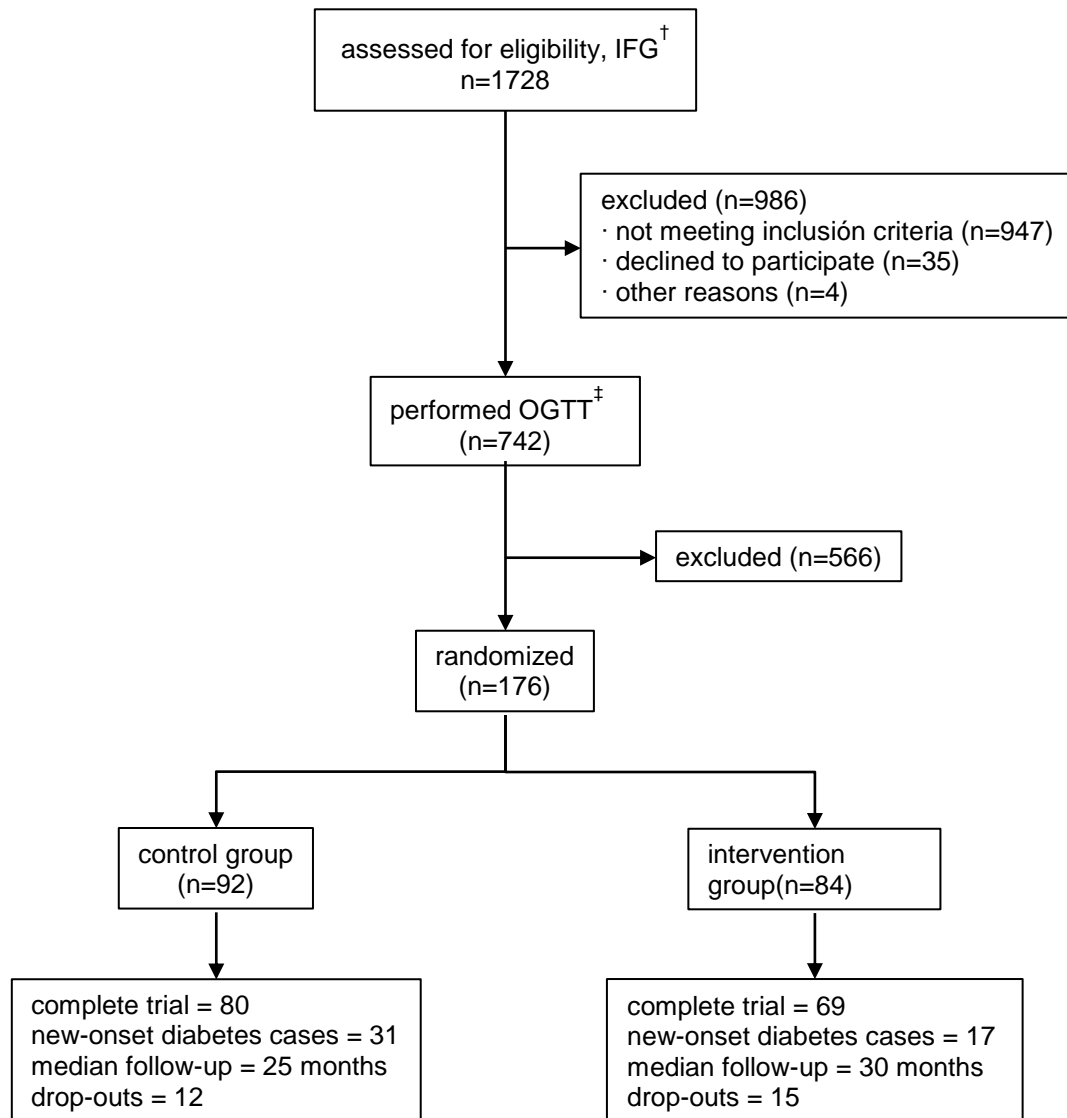 assessed for eligibility, IFG†
n=1728
excluded (n=986)
· not meeting inclusión criteria (n=947)
· declined to participate (n=35)
· other reasons (n=4)
performed OGTT‡
(n=742)
excluded (n=566)
randomized
(n=176)
control group
(n=92)
intervention
group(n=84)
complete trial = 80
new-onset diabetes cases = 31
median follow-up = 25 months
drop-outs = 12
complete trial = 69
new-onset diabetes cases = 17
median follow-up = 30 months
drop-outs = 15